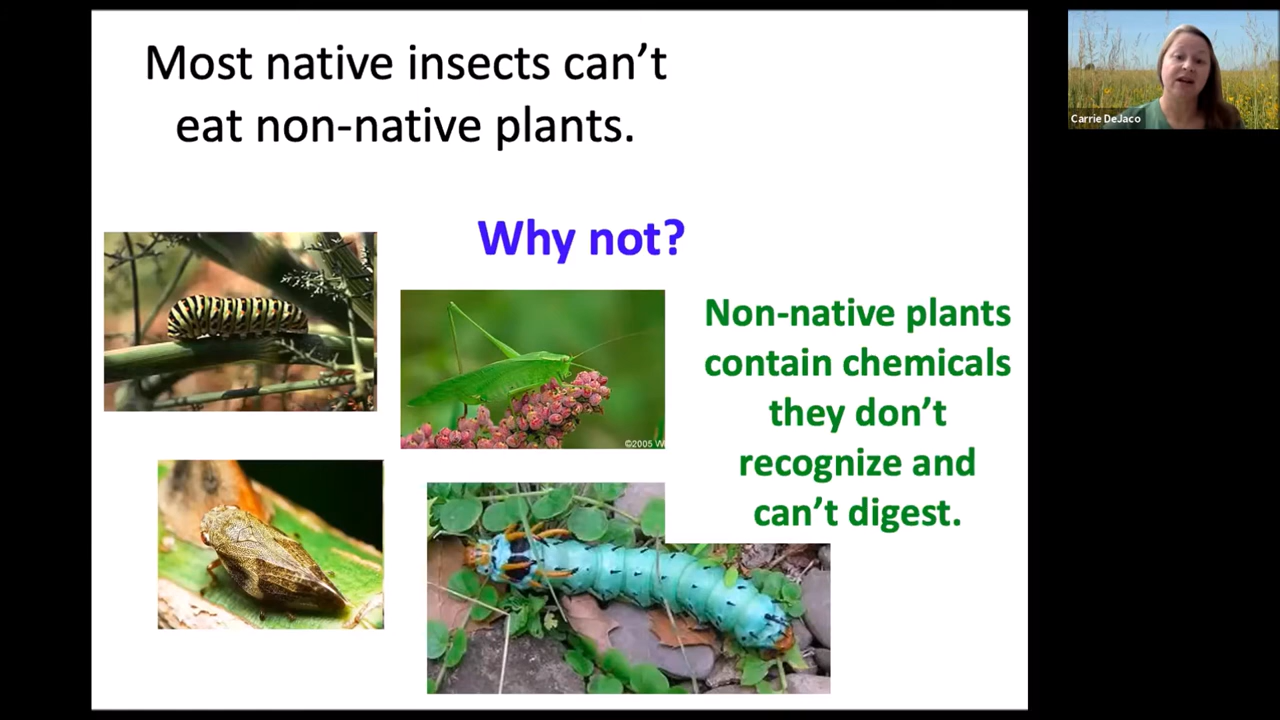 Most native insects can’t
eat non-native plants.
Why not?
Non-native plants
contain chemicals
they don’t
recognize and
can’t digest.
©2005 W
Carrie DeJaco